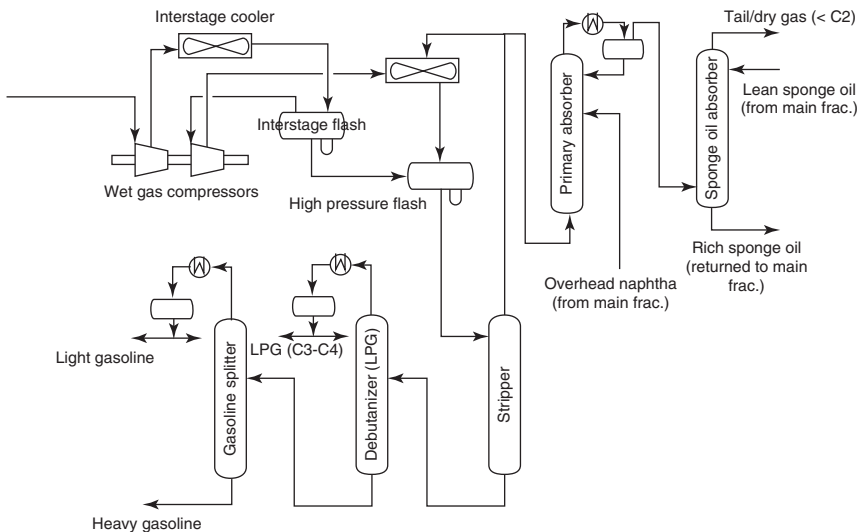 Interstage cooler
Tail/dry gas (< C2)
Lean sponge oil
(from main frac.)
Primary absorber
Sponge oil absorber
Interstage flash
Wet gas compressors
High pressure flash
Overhead naphtha
(from main frac.)
Rich sponge oil
(returned to main
frac.)
Light gasoline
LPG (C3-C4)
Gasoline splitter
Debutanizer (LPG)
Stripper
Heavy gasoline